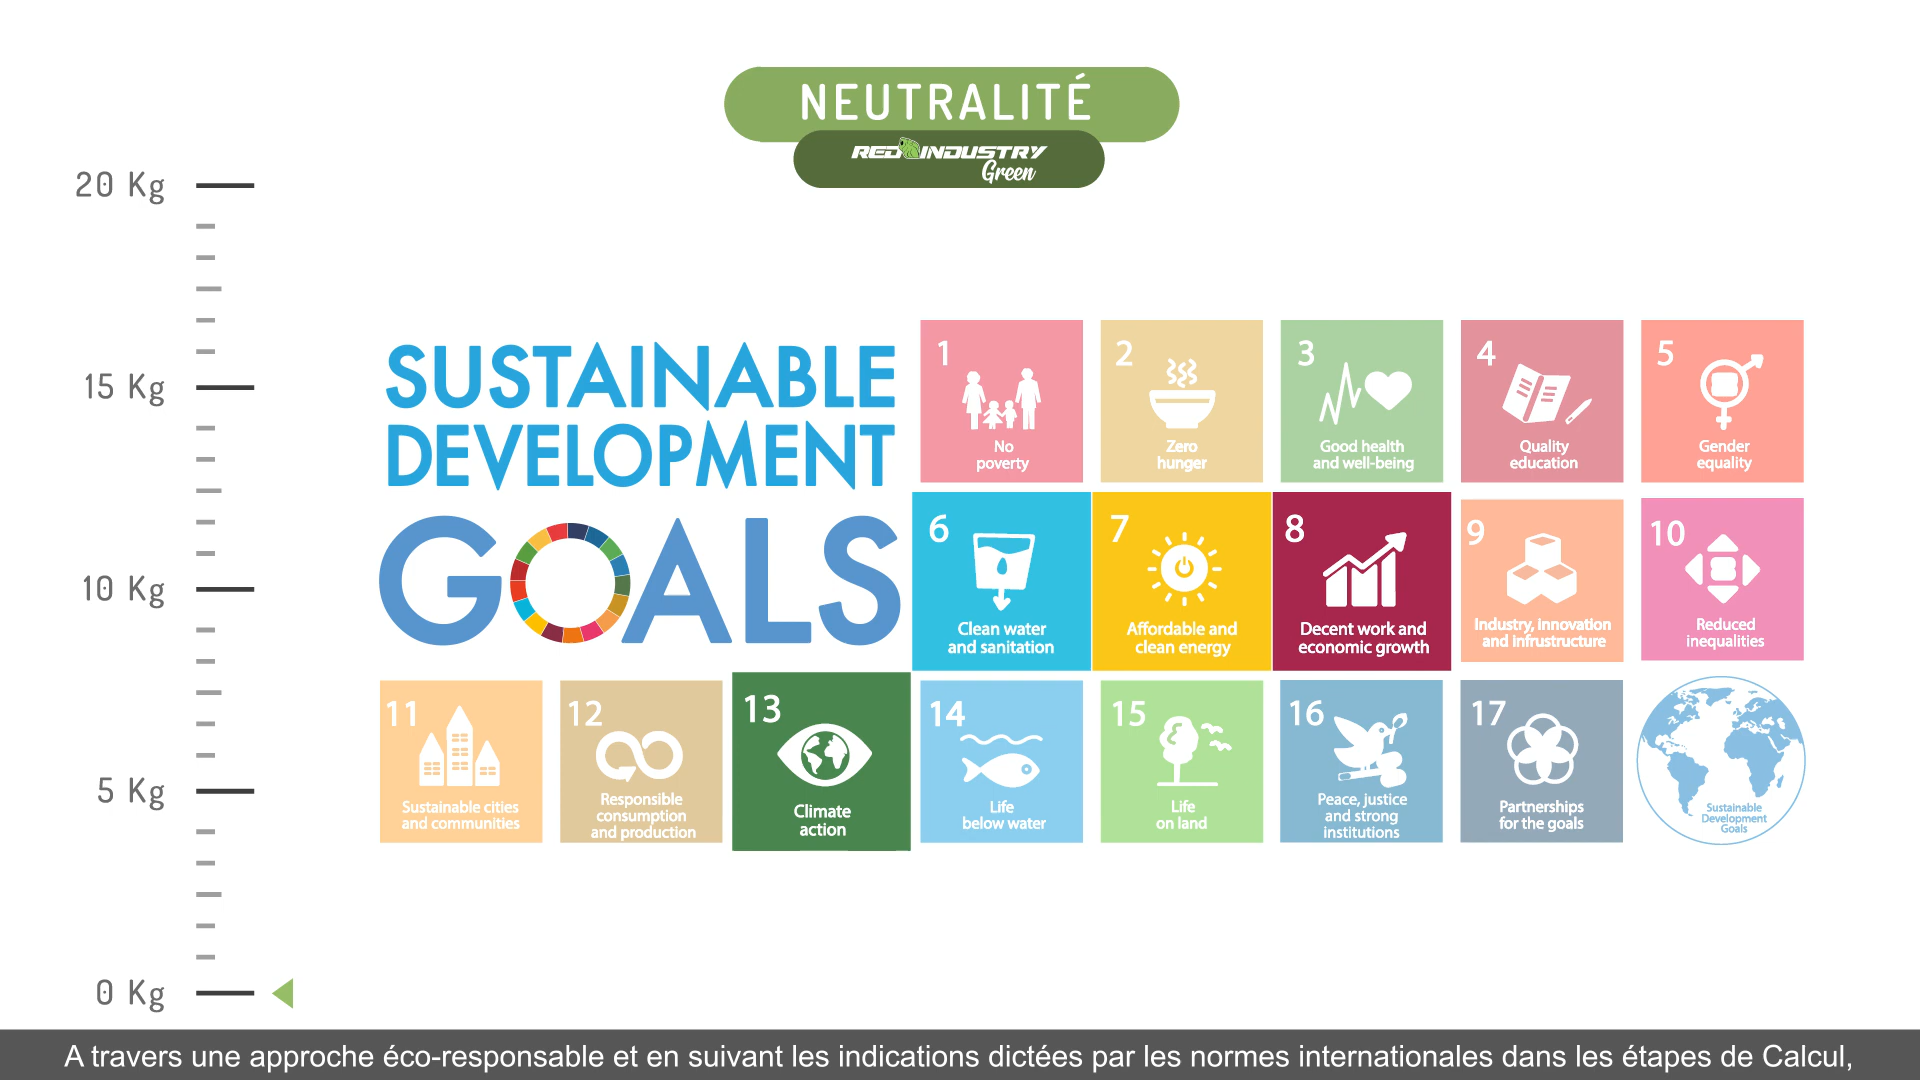 NEUTRALITÉ
RED INDUSTRY
Green
20 Kg
15 Kg
10 Kg
5 Kg
0 Kg
SUSTAINABLE
DEVELOPMENT
GOALS
1
No
poverty
2
Zero
hunger
3
Good health
and well-being
4
Quality
education
5
Gender
equality
6
Clean water
and sanitation
7
Affordable and
clean energy
8
Decent work and
economic growth
9
Industry, innovation
and infrustructure
10
Reduced
inequalities
11
Sustainable cities
and communities
12
Responsible
consumption
and production
13
Climate
action
14
Life
below water
15
Life
on land
16
Peace, justice
and strong
institutions
17
Partnerships
for the goals
Sustainable
Development
Goals
A travers une approche éco-responsable et en suivant les indications dictées par les normes internationales dans les étapes de Calcul,